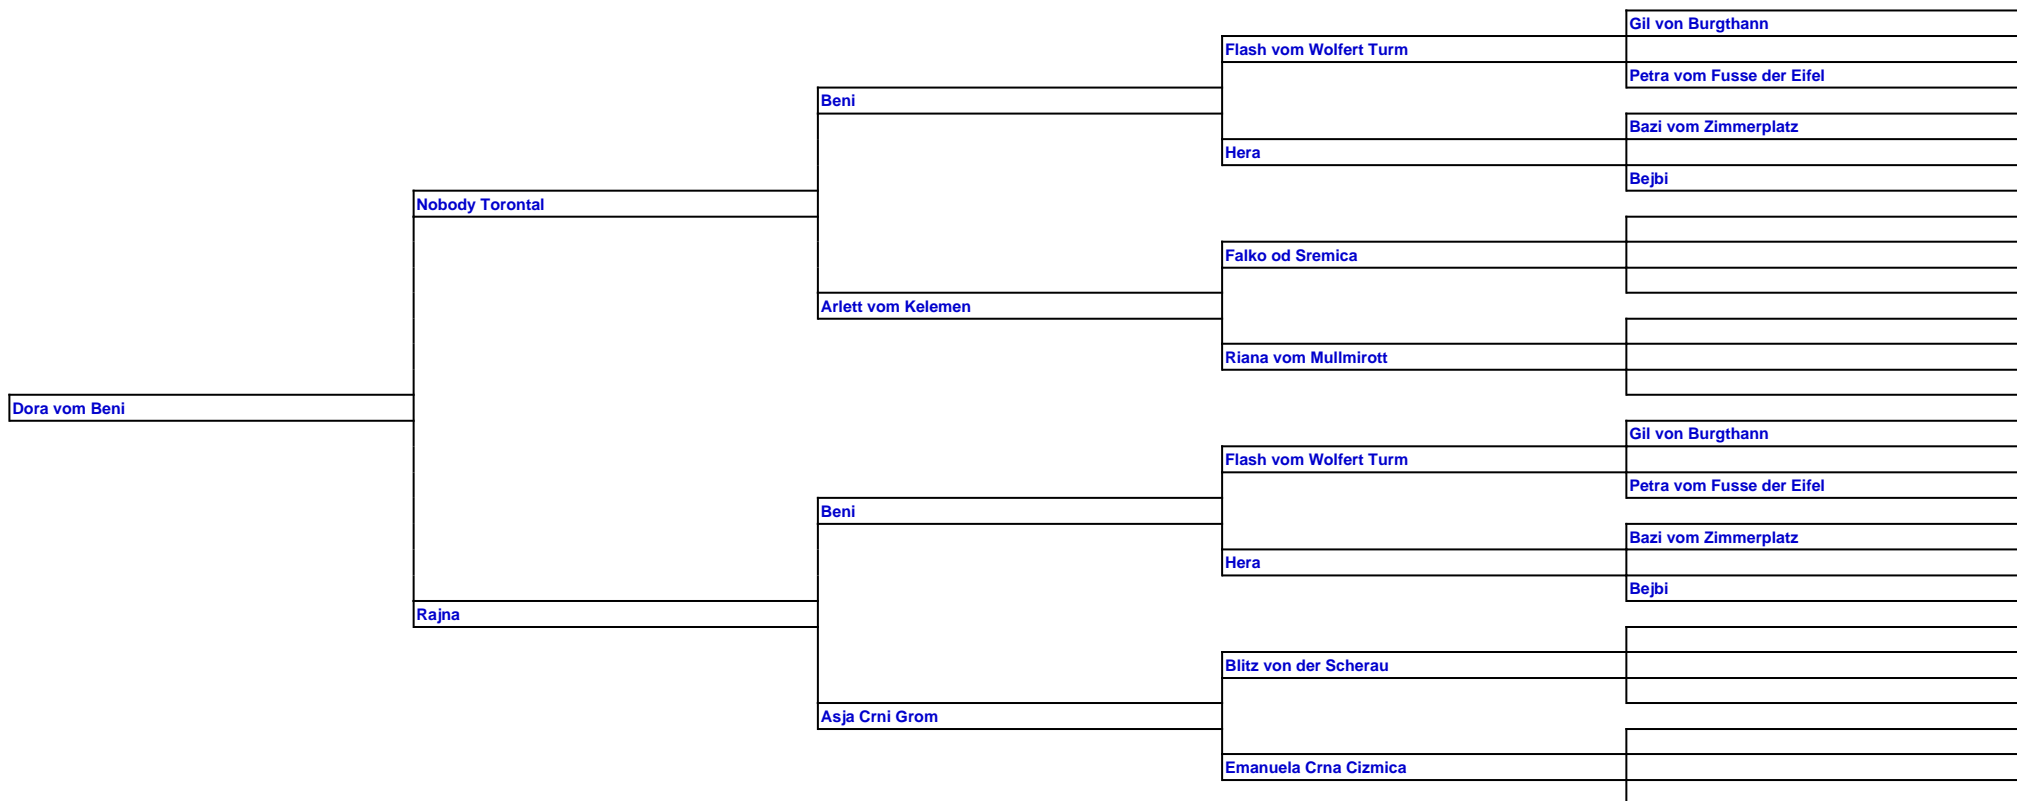 Gil von Burgthann
Flash vom Wolfert Turm
Petra vom Fusse der Eifel
Beni
Bazi vom Zimmerplatz
Hera
Bejbi
Nobody Torontal
Falko od Sremica
Arlett vom Kelemen
Riana vom Mullmirott
Dora vom Beni
Gil von Burgthann
Flash vom Wolfert Turm
Petra vom Fusse der Eifel
Beni
Bazi vom Zimmerplatz
Hera
Bejbi
Rajna
Blitz von der Scherau
Asja Crni Grom
Emanuela Crna Cizmica